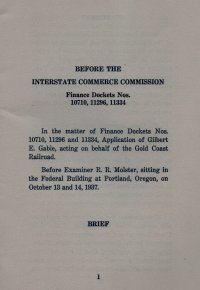 BEFORE THE
INTERSTATE COMMERCE COMMISSION
Finance Dockets Nos.
10710, 11296, 11334
In the matter of Finance Dockets Nos.
10710, 11296 and 11334, Application of Gilbert
E. Gable, acting on behalf of the Gold Coast
Railroad.
Before Examiner R. R. Molster, sitting in
the Federal Building at Portland, Oregon, on
October 13 and 14, 1937.
BRIEF
1